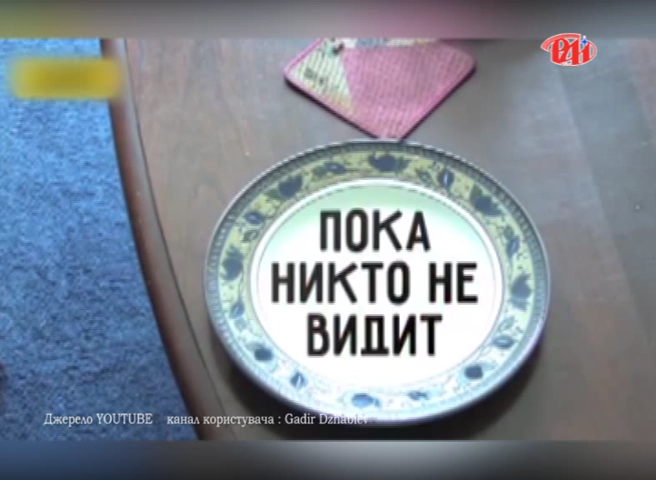 ПОКА
НИКТО НЕ
ВИДИТ
Джерело YOUTUBE канал користувача : Gadir Dzhabiev